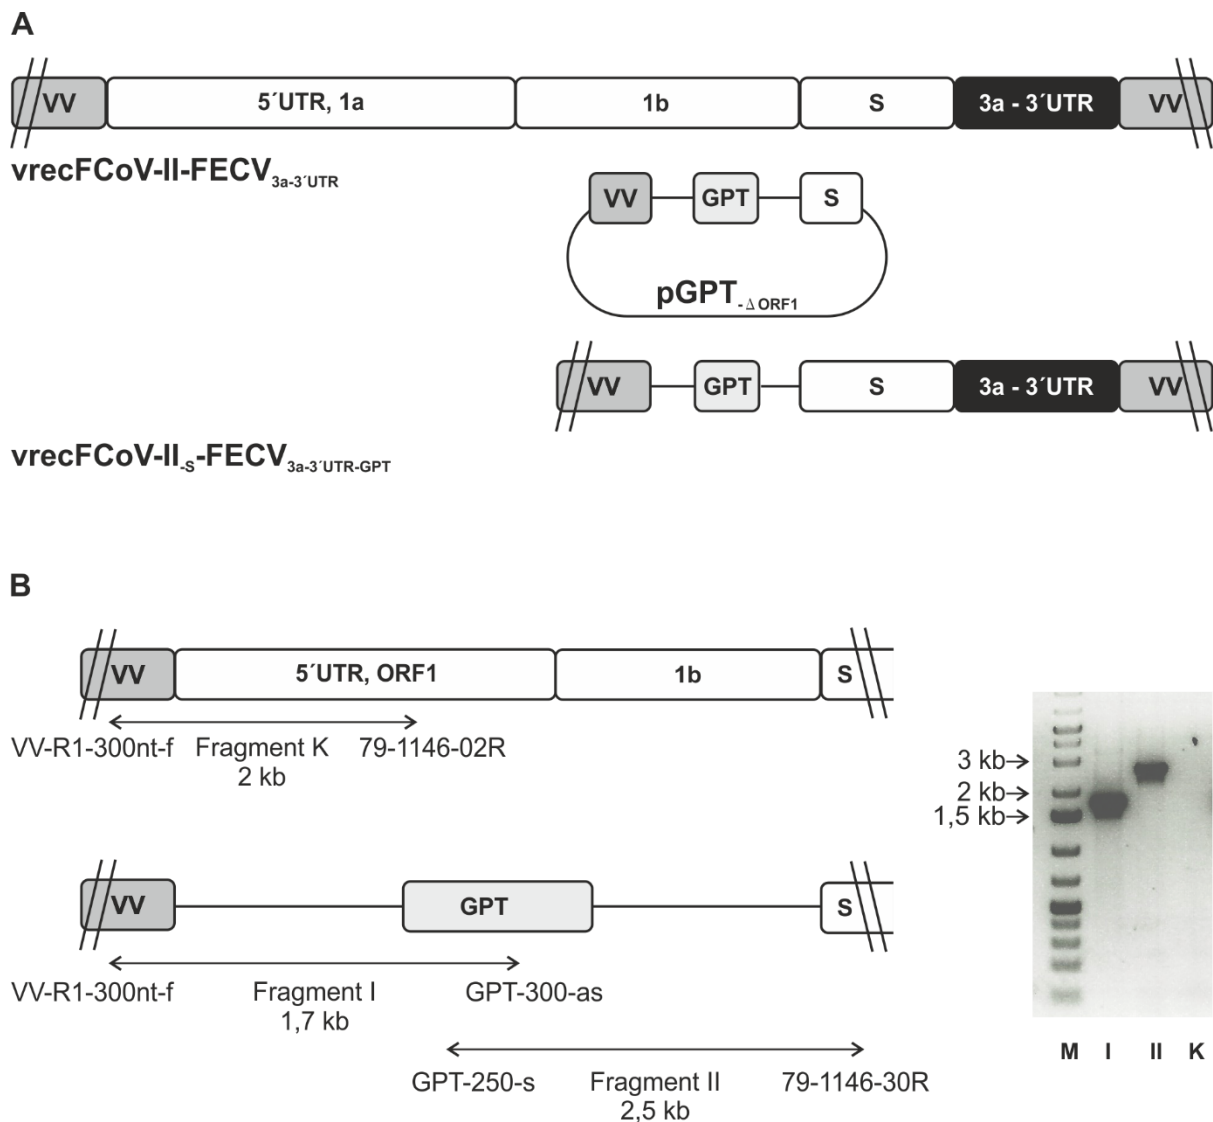 A
VV 5´UTR, 1a 1b S 3a - 3´UTR VV
vrecFCoV-II-FECV3a-3´UTR
VV GPT S
pGPT-Δ ORF1
VV GPT S 3a - 3´UTR VV
vrecFCoV-II-S-FECV3a-3´UTR-GPT
B
VV 5´UTR, ORF1 1b S
VV-R1-300nt-f Fragment K 79-1146-02R
2 kb
VV GPT S
VV-R1-300nt-f Fragment I GPT-300-as
1,7 kb
GPT-250-s Fragment II 79-1146-30R
2,5 kb
3 kb→
2 kb→
1,5 kb→
M I II K